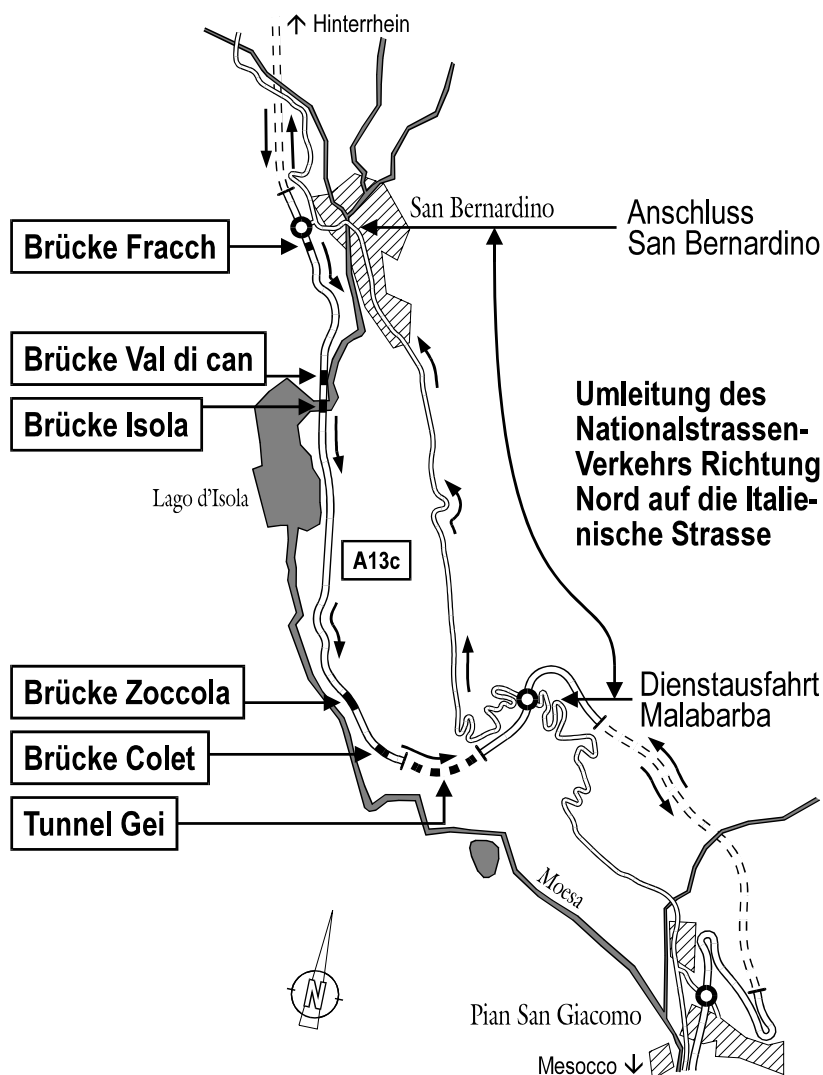 ↑ Hinterrhein
San Bernardino
Anschluss
San Bernardino
Brücke Fracch
Brücke Val di can
Brücke Isola
Umleitung des
Nationalstrassen-
Verkehrs Richtung
Nord auf die Italie-
nische Strasse
Lago d'Isola
A13c
Brücke Zoccola
Dienstausfahrt
Malabarba
Brücke Colet
Tunnel Gei
Moesa
N
Pian San Giacomo
Mesocco ↓